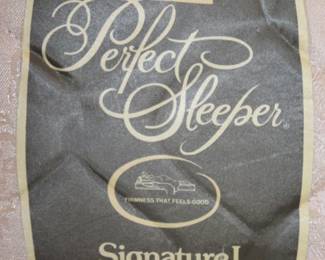 Perfect
Sleeper®
FIRMNESS THAT FEELS GOOD
Signature I